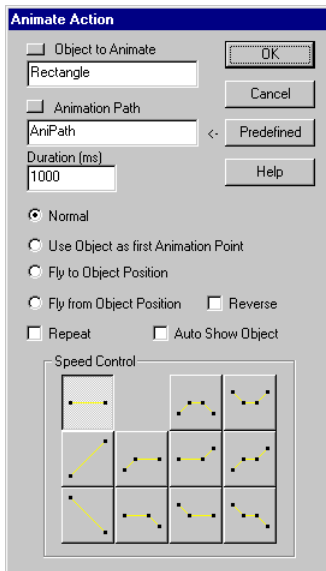 Animate Action
Object to Animate
OK
Rectangle
Cancel
Animation Path
AniPath
<- Predefined
Duration (ms)
1000
Help
Normal
Use Object as first Animation Point
Fly to Object Position
Fly from Object Position Reverse
Repeat Auto Show Object
Speed Control